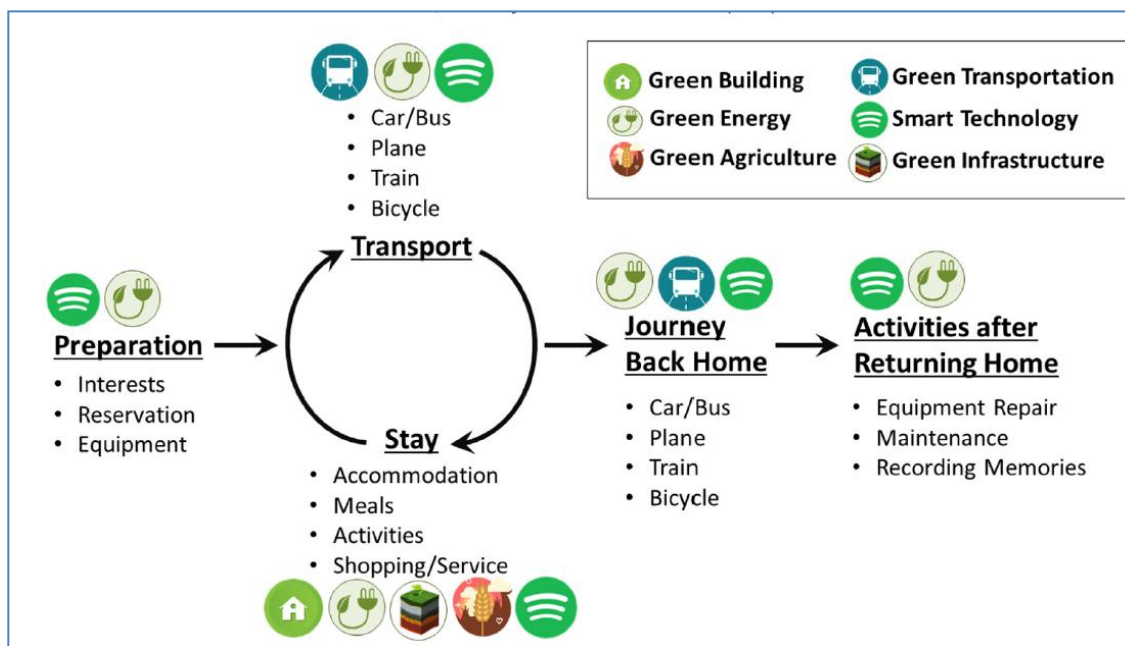 Green Building
Green Transportation
Green Energy
Smart Technology
Green Agriculture
Green Infrastructure
• Car/Bus
• Plane
• Train
• Bicycle
Transport
Preparation
• Interests
• Reservation
• Equipment
Stay
• Accommodation
• Meals
• Activities
• Shopping/Service
Journey
Back Home
• Car/Bus
• Plane
• Train
• Bicycle
Activities after
Returning Home
• Equipment Repair
• Maintenance
• Recording Memories